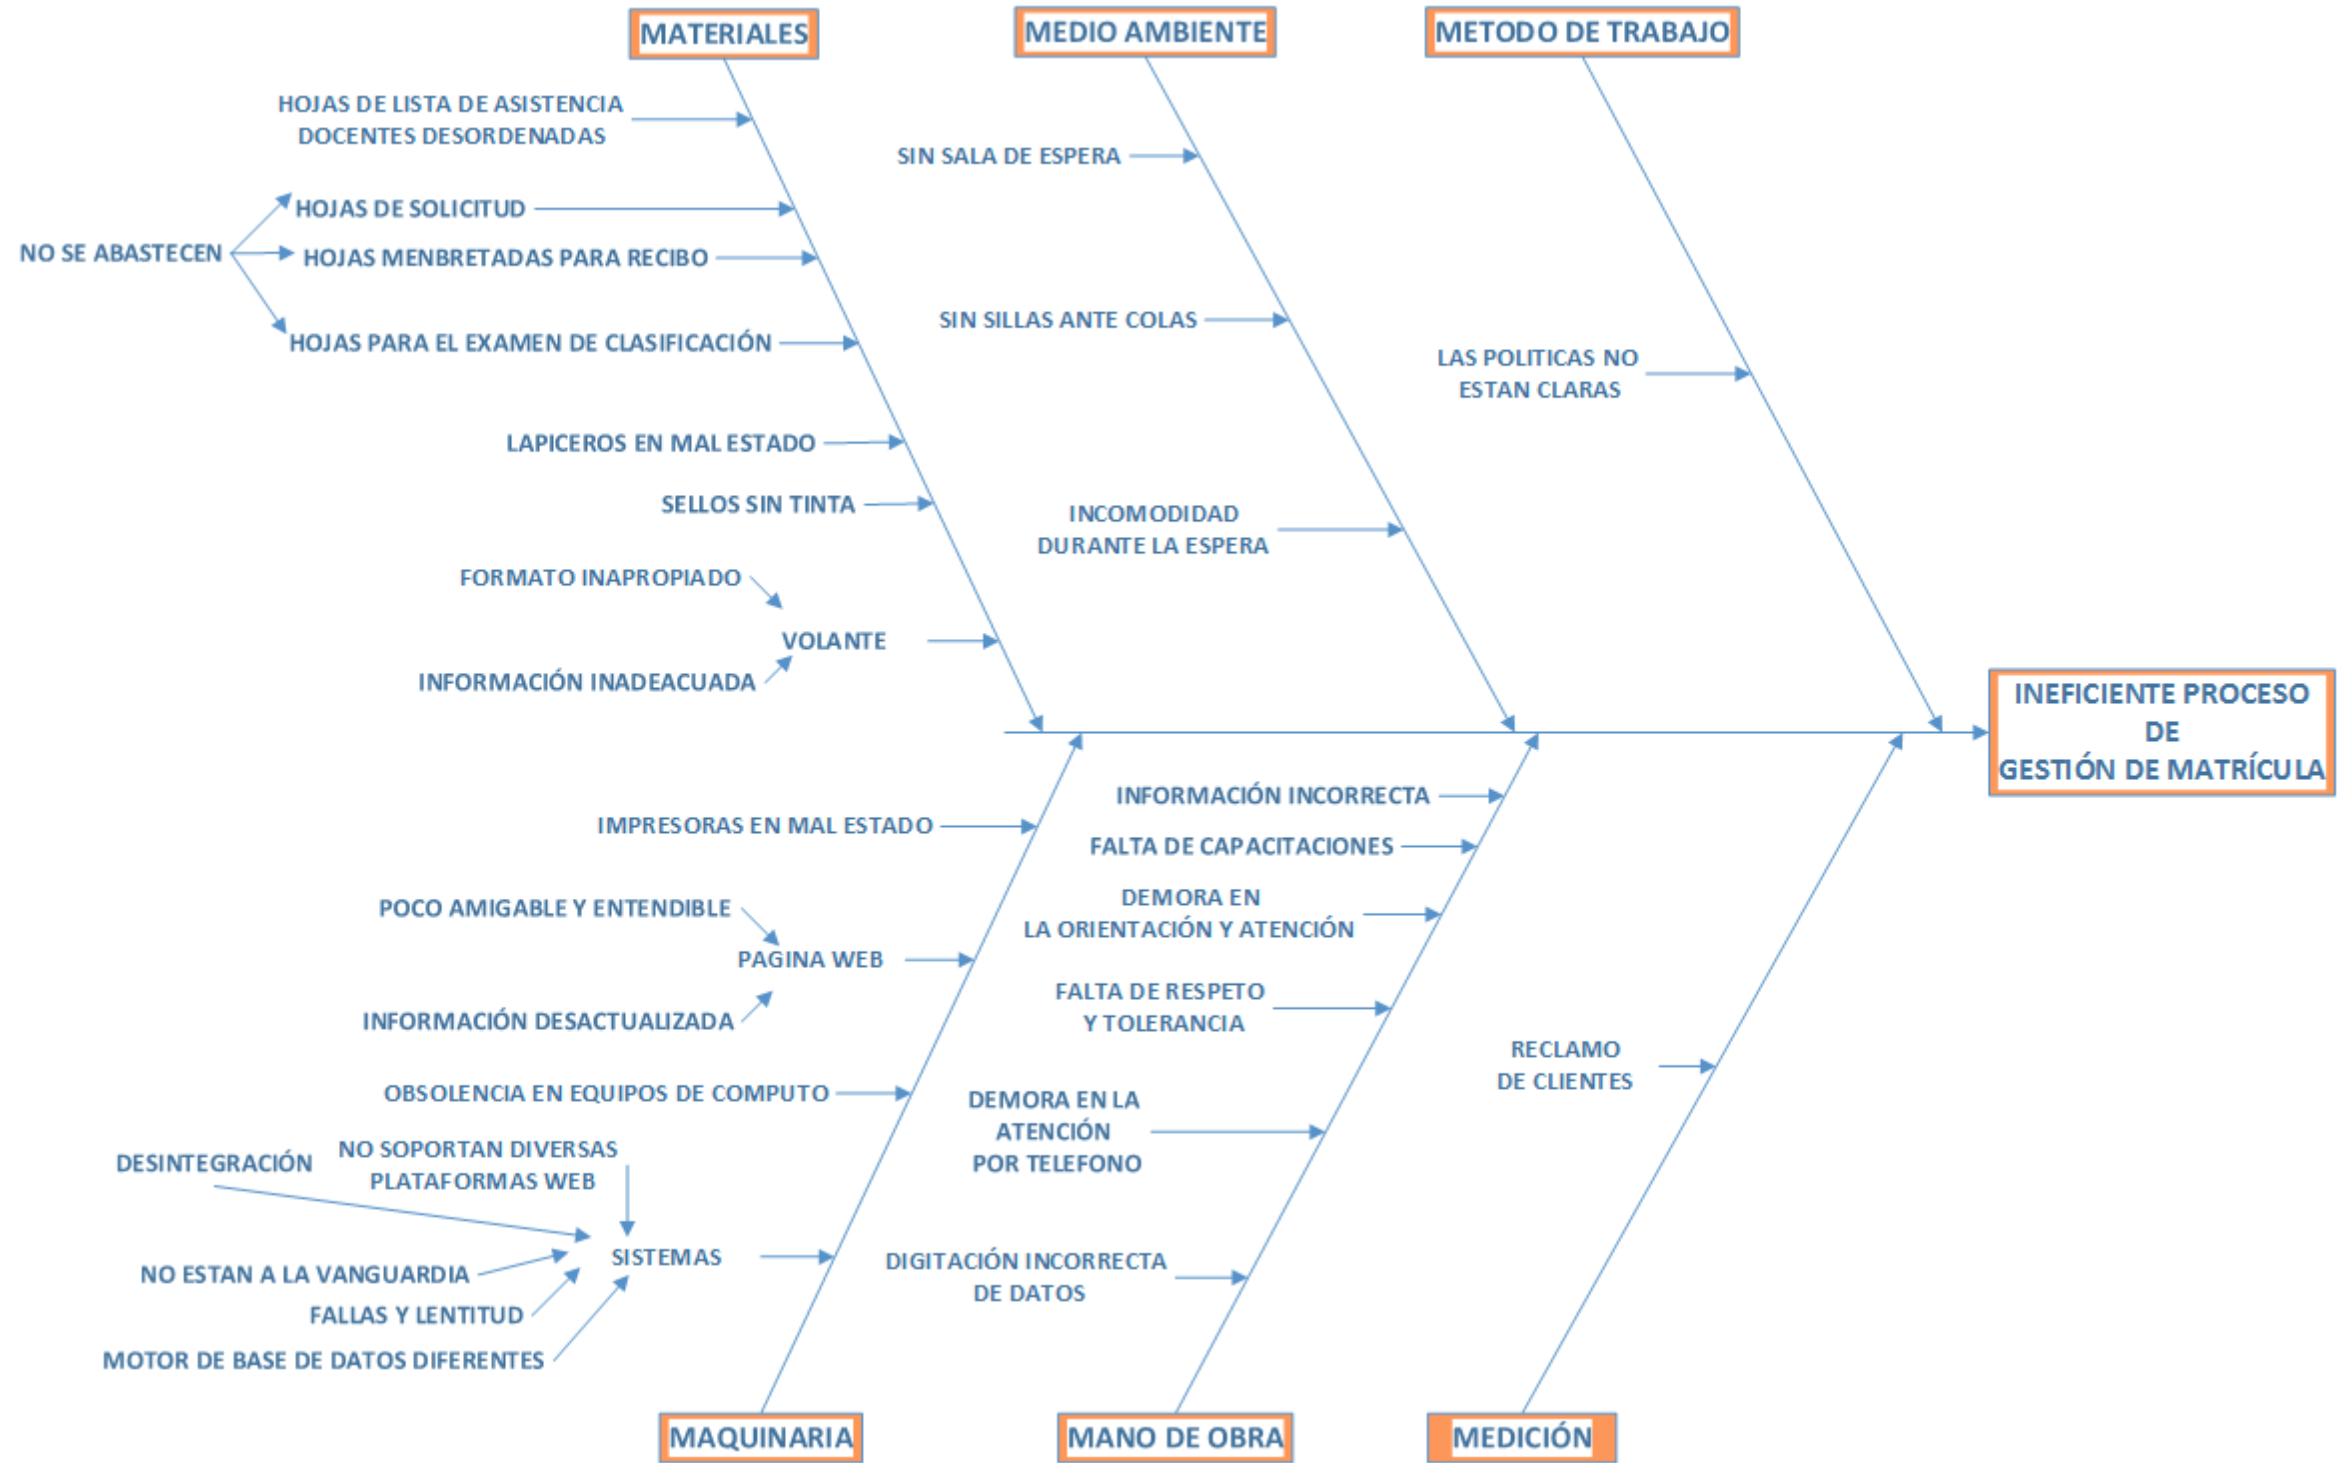 MATERIALES
MEDIO AMBIENTE
METODO DE TRABAJO
HOJAS DE LISTA DE ASISTENCIA
DOCENTES DESORDENADAS
HOJAS DE SOLICITUD
NO SE ABASTECEN
HOJAS MENBRETADAS PARA RECIBO
HOJAS PARA EL EXAMEN DE CLASIFICACIÓN
LAPICEROS EN MAL ESTADO
SELLOS SIN TINTA
FORMATO INAPROPIADO
VOLANTE
INFORMACIÓN INADEACUADA
SIN SALA DE ESPERA
SIN SILLAS ANTE COLAS
INCOMODIDAD
DURANTE LA ESPERA
LAS POLITICAS NO
ESTAN CLARAS
INEFICIENTE PROCESO
DE
GESTIÓN DE MATRÍCULA
IMPRESORAS EN MAL ESTADO
POCO AMIGABLE Y ENTENDIBLE
PAGINA WEB
INFORMACIÓN DESACTUALIZADA
OBSOLENCIA EN EQUIPOS DE COMPUTO
DESINTEGRACIÓN
NO SOPORTAN DIVERSAS
PLATAFORMAS WEB
SISTEMAS
NO ESTAN A LA VANGUARDIA
FALLAS Y LENTITUD
MOTOR DE BASE DE DATOS DIFERENTES
INFORMACIÓN INCORRECTA
FALTA DE CAPACITACIONES
DEMORA EN
LA ORIENTACIÓN Y ATENCIÓN
FALTA DE RESPETO
Y TOLERANCIA
DEMORA EN LA
ATENCIÓN
POR TELEFONO
DIGITACIÓN INCORRECTA
DE DATOS
RECLAMO
DE CLIENTES
MAQUINARIA
MANO DE OBRA
MEDICIÓN